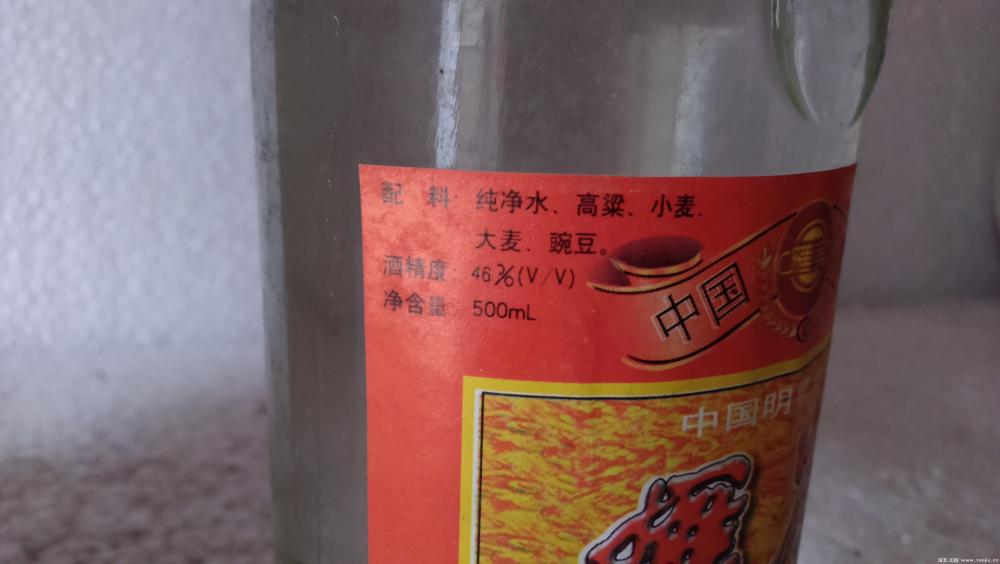 配 料 纯净水、高粱、小麦.
大麦. 豌豆。
酒精度 46%(V/V)
净含量 500mL
中国
中国明